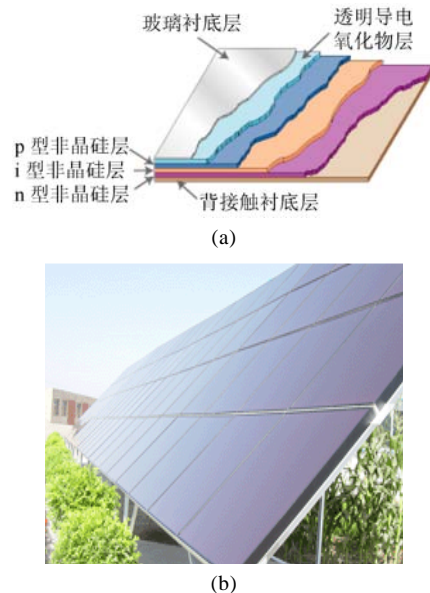 玻璃衬底层
透明导电
氧化物层
p 型非晶硅层
i 型非晶硅层
n 型非晶硅层
背接触衬底层
(a)
(b)